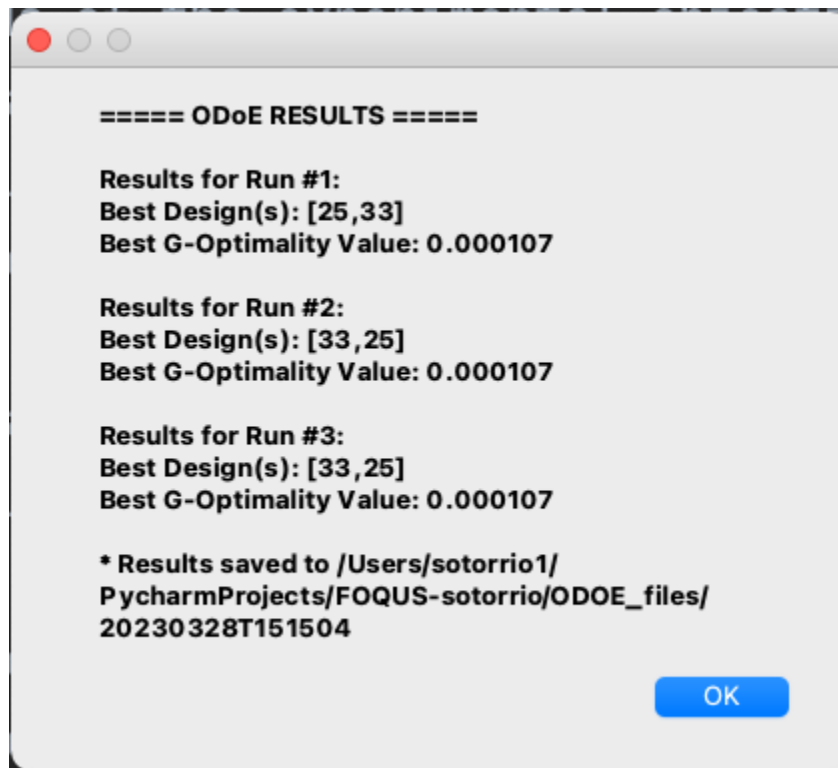 ===== ODoE RESULTS =====
Results for Run #1:
Best Design(s): [25,33]
Best G-Optimality Value: 0.000107
Results for Run #2:
Best Design(s): [33,25]
Best G-Optimality Value: 0.000107
Results for Run #3:
Best Design(s): [33,25]
Best G-Optimality Value: 0.000107
* Results saved to /Users/sotorrio1/
PycharmProjects/FOQUS-sotorrio/ODOE_files/
20230328T151504
OK